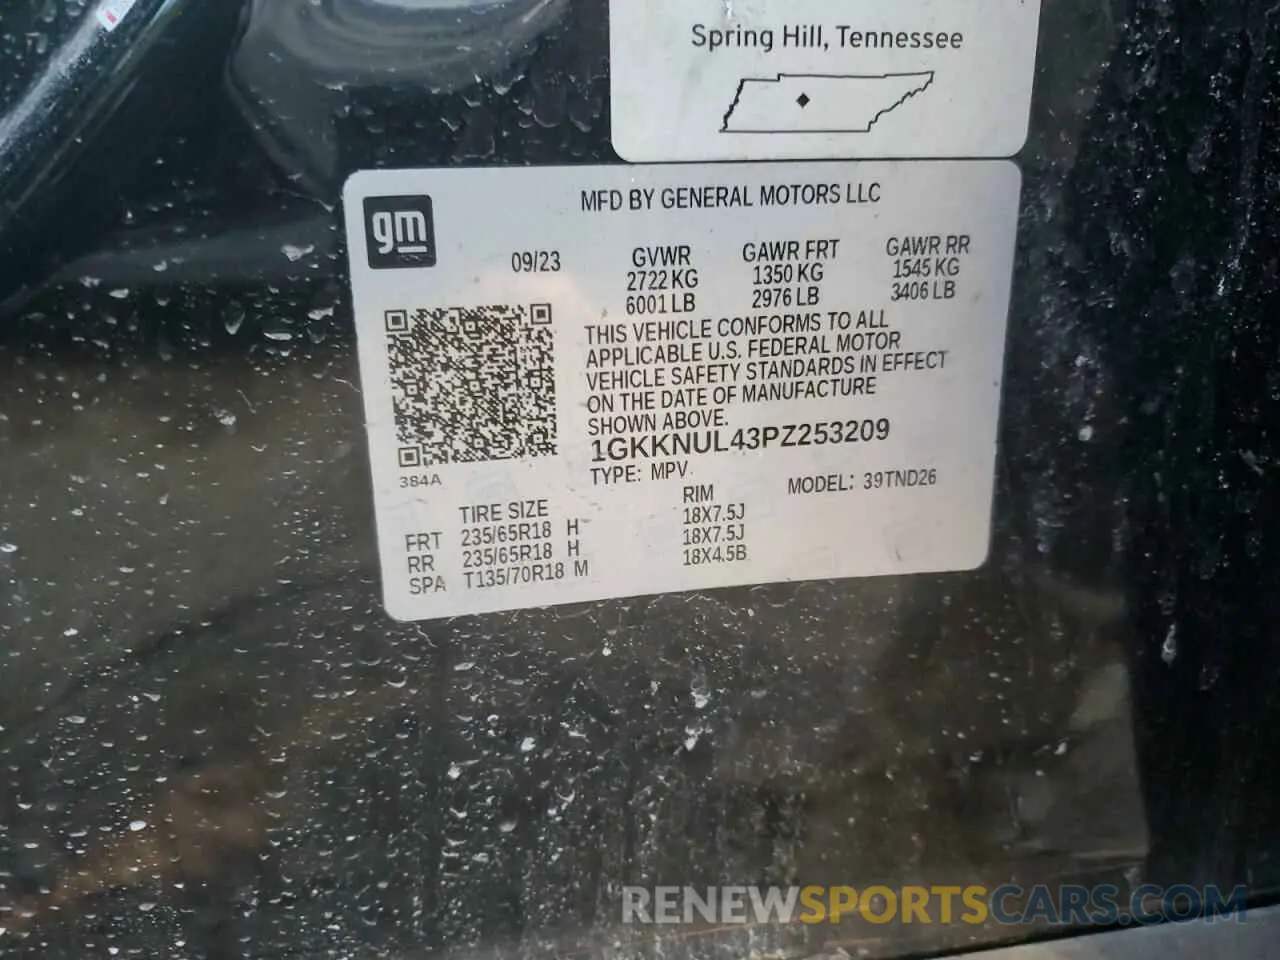 Spring Hill, Tennessee
gm
MFD BY GENERAL MOTORS LLC
09/23 GVWR GAWR FRT GAWR RR
2722 KG 1350 KG 1545 KG
6001 LB 2976 LB 3406 LB
THIS VEHICLE CONFORMS TO ALL
APPLICABLE U.S. FEDERAL MOTOR
VEHICLE SAFETY STANDARDS IN EFFECT
ON THE DATE OF MANUFACTURE
SHOWN ABOVE.
1GKKNUL43PZ253209
384A
TYPE: MPV MODEL: 39TND26
TIRE SIZE RIM
FRT 235/65R18 H 18X7.5J
RR 235/65R18 H 18X7.5J
SPA T135/70R18 M 18X4.5B
RENEWSPORTSCARS.COM